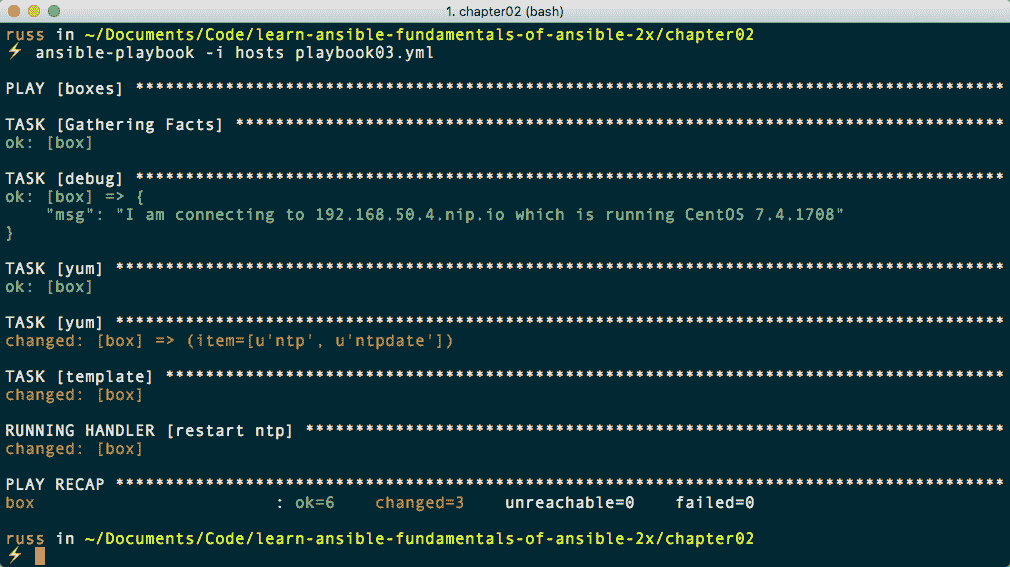 1. chapter02 (bash)
russ in ~/Documents/Code/learn-ansible-fundamentals-of-ansible-2x/chapter02
⚡ ansible-playbook -i hosts playbook03.yml
PLAY [boxes] ***************************************************************************************
TASK [Gathering Facts] *****************************************************************************
ok: [box]
TASK [debug] ***************************************************************************************
ok: [box] => {
    "msg": "I am connecting to 192.168.50.4.nip.io which is running CentOS 7.4.1708"
}
TASK [yum] *****************************************************************************************
ok: [box]
TASK [yum] *****************************************************************************************
changed: [box] => (item=[u'ntp', u'ntpdate'])
TASK [template] ************************************************************************************
changed: [box]
RUNNING HANDLER [restart ntp] **********************************************************************
changed: [box]
PLAY RECAP *****************************************************************************************
box                        : ok=6    changed=3    unreachable=0    failed=0
russ in ~/Documents/Code/learn-ansible-fundamentals-of-ansible-2x/chapter02
⚡